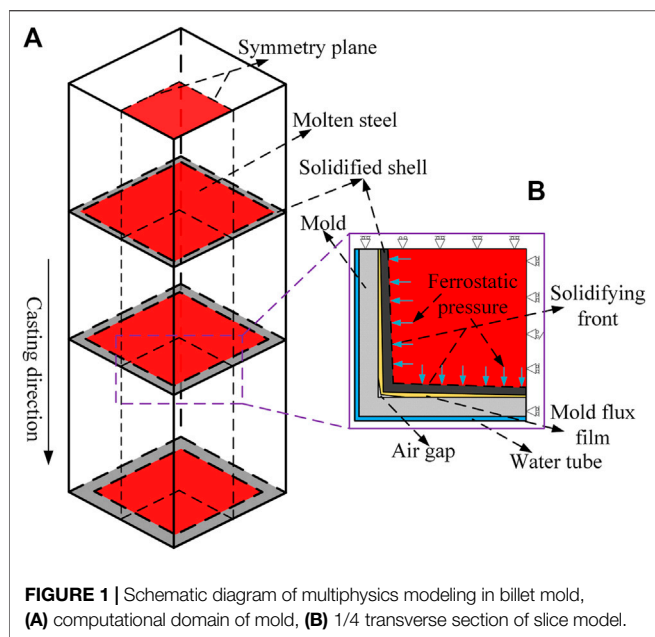 A
Symmetry plane
Molten steel
Solidified shell
B
Mold
Casting direction
Ferrostatic
pressure
Solidifying
front
Mold flux
film
Air gap
Water tube
FIGURE 1 | Schematic diagram of multiphysics modeling in billet mold,
(A) computational domain of mold, (B) 1/4 transverse section of slice model.